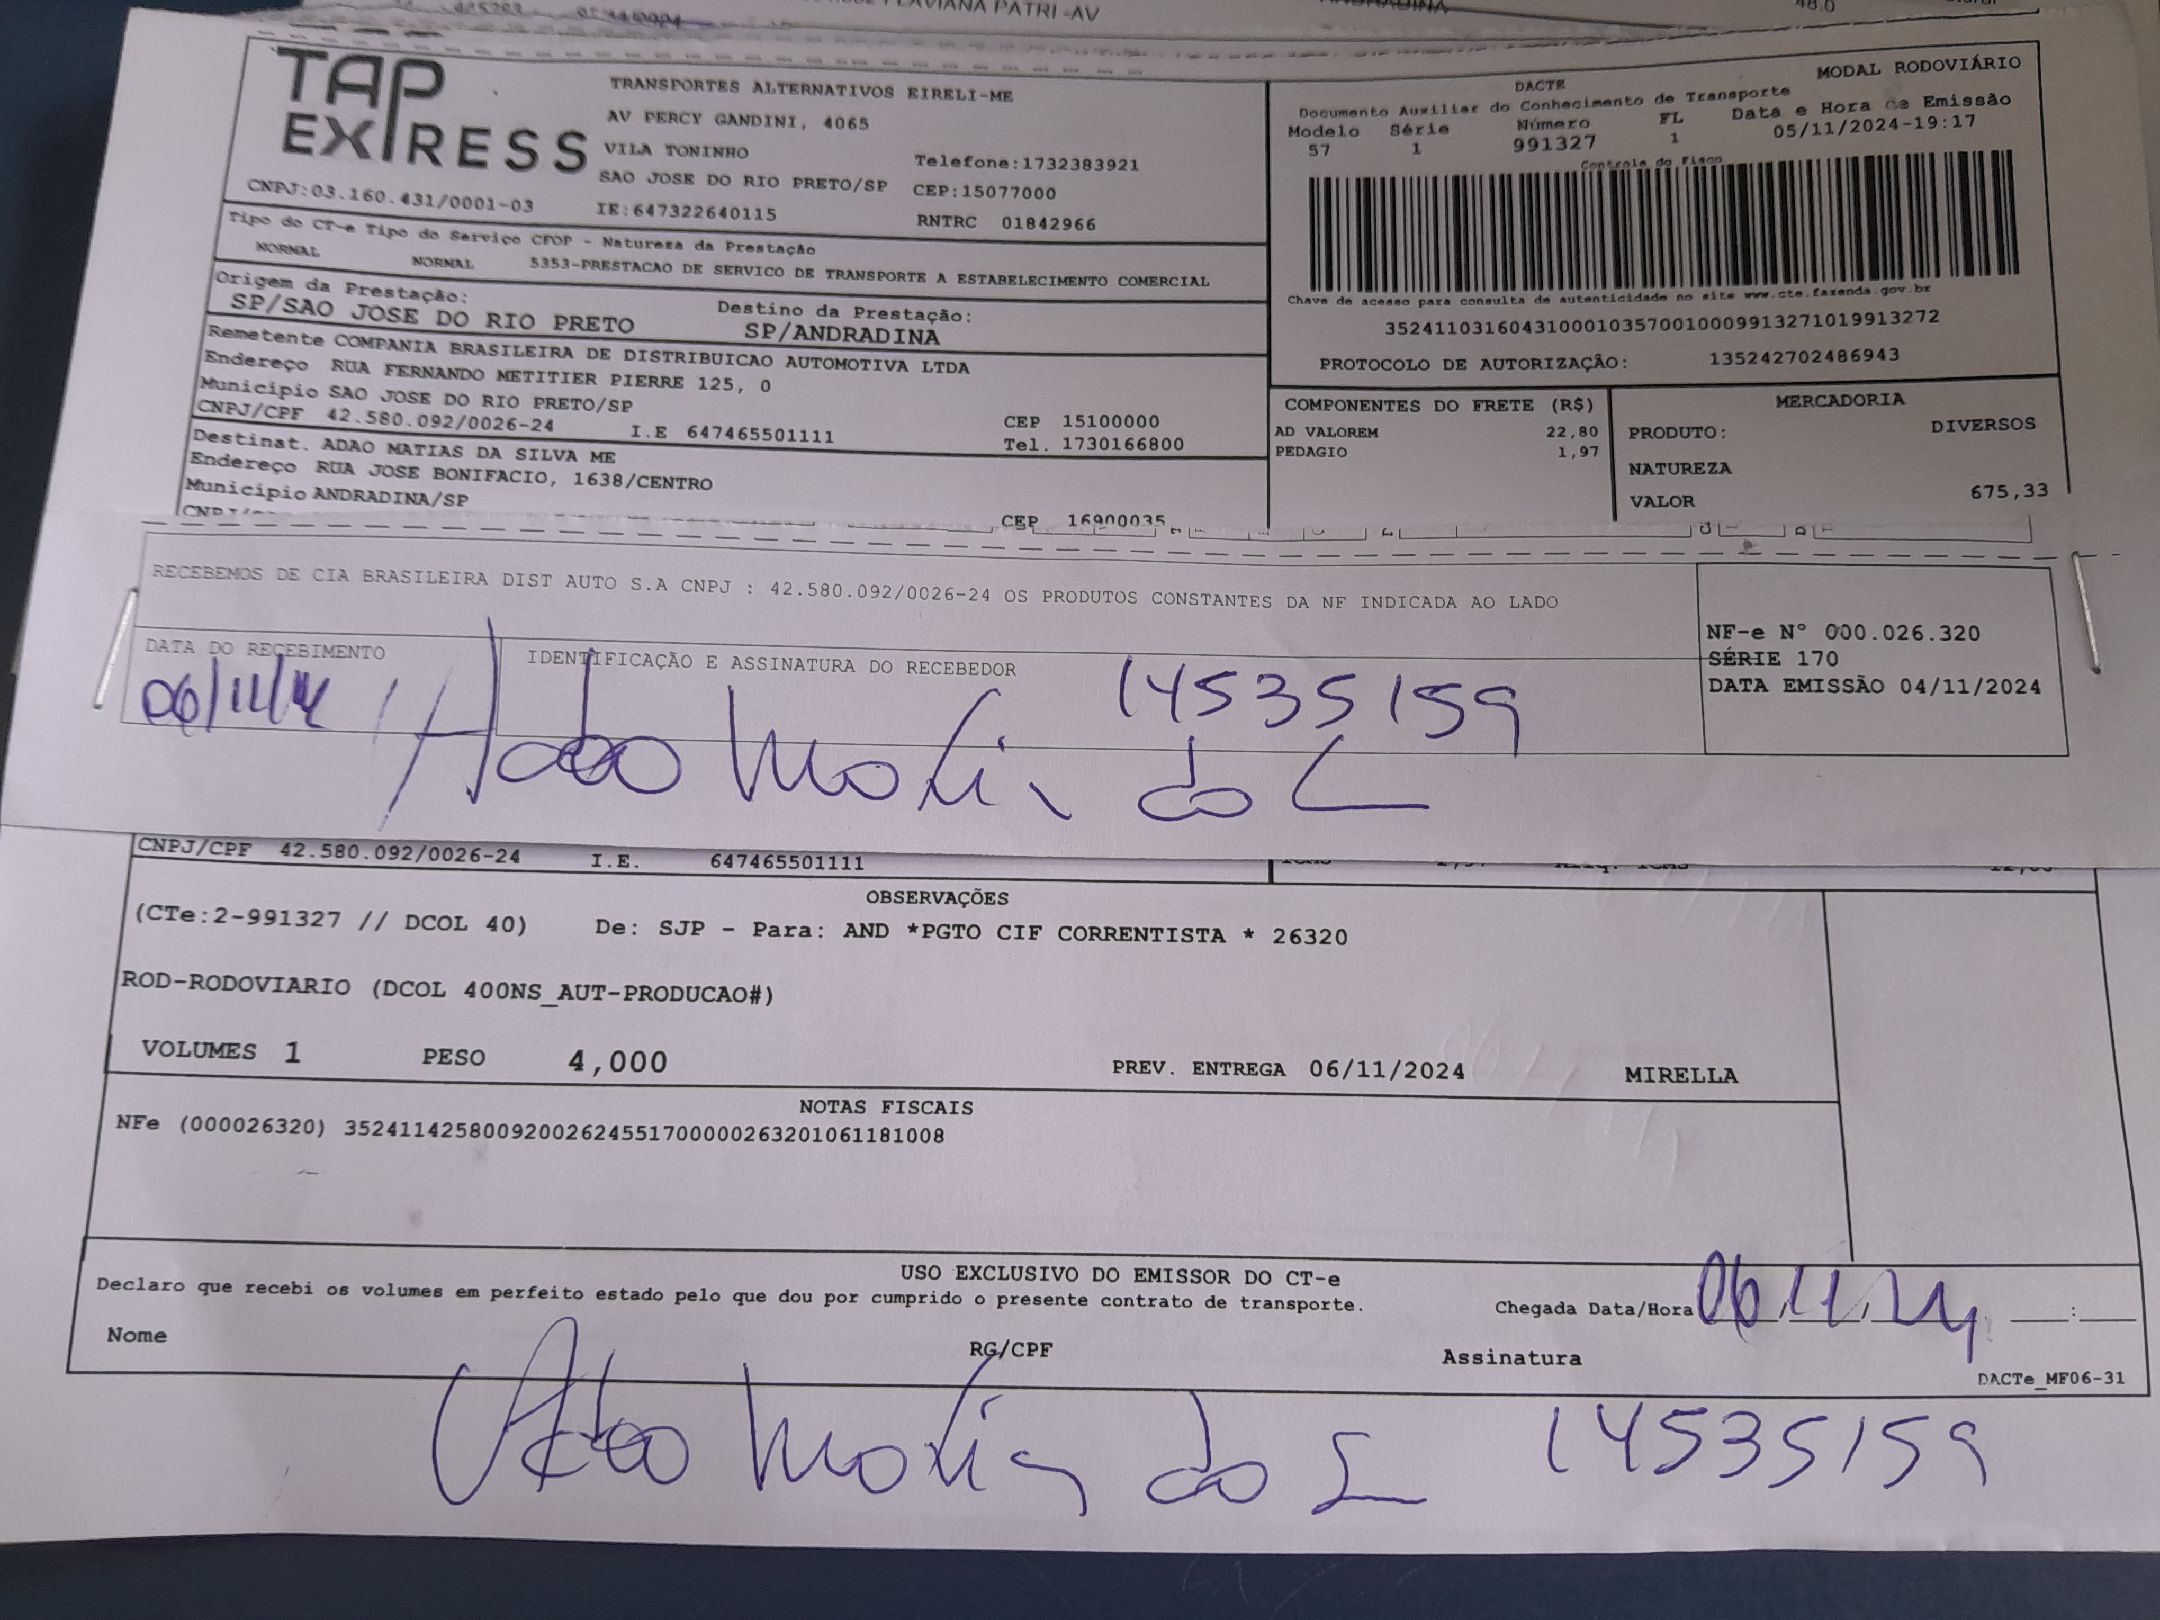 FLAVIANA PATRI -AV
ANDRADINA
48.0
TAP EXPRESS
TRANSPORTES ALTERNATIVOS EIRELI-ME
AV PERCY GANDINI, 4065
VILA TONINHO
Telefone:1732383921
SAO JOSE DO RIO PRETO/SP CEP:15077000
CNPJ:03.160.431/0001-03 IE:647322640115 RNTRC 01842966
Tipo do CT-e Tipo do Serviço CFOP - Natureza da Prestação
NORMAL NORMAL 5353-PRESTACAO DE SERVICO DE TRANSPORTE A ESTABELECIMENTO COMERCIAL
Origem da Prestação: Destino da Prestação:
SP/SAO JOSE DO RIO PRETO SP/ANDRADINA
Remetente COMPANIA BRASILEIRA DE DISTRIBUICAO AUTOMOTIVA LTDA
Endereço RUA FERNANDO METITIER PIERRE 125, 0
Município SAO JOSE DO RIO PRETO/SP CEP 15100000
CNPJ/CPF 42.580.092/0026-24 I.E 647465501111 Tel. 1730166800
Destinat. ADAO MATIAS DA SILVA ME
Endereço RUA JOSE BONIFACIO, 1638/CENTRO
Município ANDRADINA/SP
CEP 16900035
DACTE MODAL RODOVIÁRIO
Documento Auxiliar do Conhecimento de Transporte
Modelo Série Número FL Data e Hora de Emissão
57 1 991327 1 05/11/2024-19:17
Controle do Fisco
Chave de acesso para consulta de autenticidade no site www.cte.fazenda.gov.br
35241103160431000103570010009913271019913272
PROTOCOLO DE AUTORIZAÇÃO: 135242702486943
COMPONENTES DO FRETE (R$)
AD VALOREM 22,80
PEDAGIO 1,97
MERCADORIA
PRODUTO: DIVERSOS
NATUREZA
VALOR 675,33
RECEBEMOS DE CIA BRASILEIRA DIST AUTO S.A CNPJ : 42.580.092/0026-24 OS PRODUTOS CONSTANTES DA NF INDICADA AO LADO
DATA DO RECEBIMENTO IDENTIFICAÇÃO E ASSINATURA DO RECEBEDOR
06/11/24 14535159
Adao Matias da
NF-e N° 000.026.320
SÉRIE 170
DATA EMISSÃO 04/11/2024
CNPJ/CPF 42.580.092/0026-24 I.E. 647465501111
OBSERVAÇÕES
(CTe:2-991327 // DCOL 40) De: SJP - Para: AND *PGTO CIF CORRENTISTA * 26320
ROD-RODOVIARIO (DCOL 400NS_AUT-PRODUCAO#)
VOLUMES 1 PESO 4,000 PREV. ENTREGA 06/11/2024 MIRELLA
NOTAS FISCAIS
NFe (000026320) 35241142580092002624551700000263201061181008
USO EXCLUSIVO DO EMISSOR DO CT-e
Declaro que recebi os volumes em perfeito estado pelo que dou por cumprido o presente contrato de transporte. Chegada Data/Hora 06/11/24 :
Nome RG/CPF Assinatura
DACTe_MF06-31
Adao Matias da S 14535159